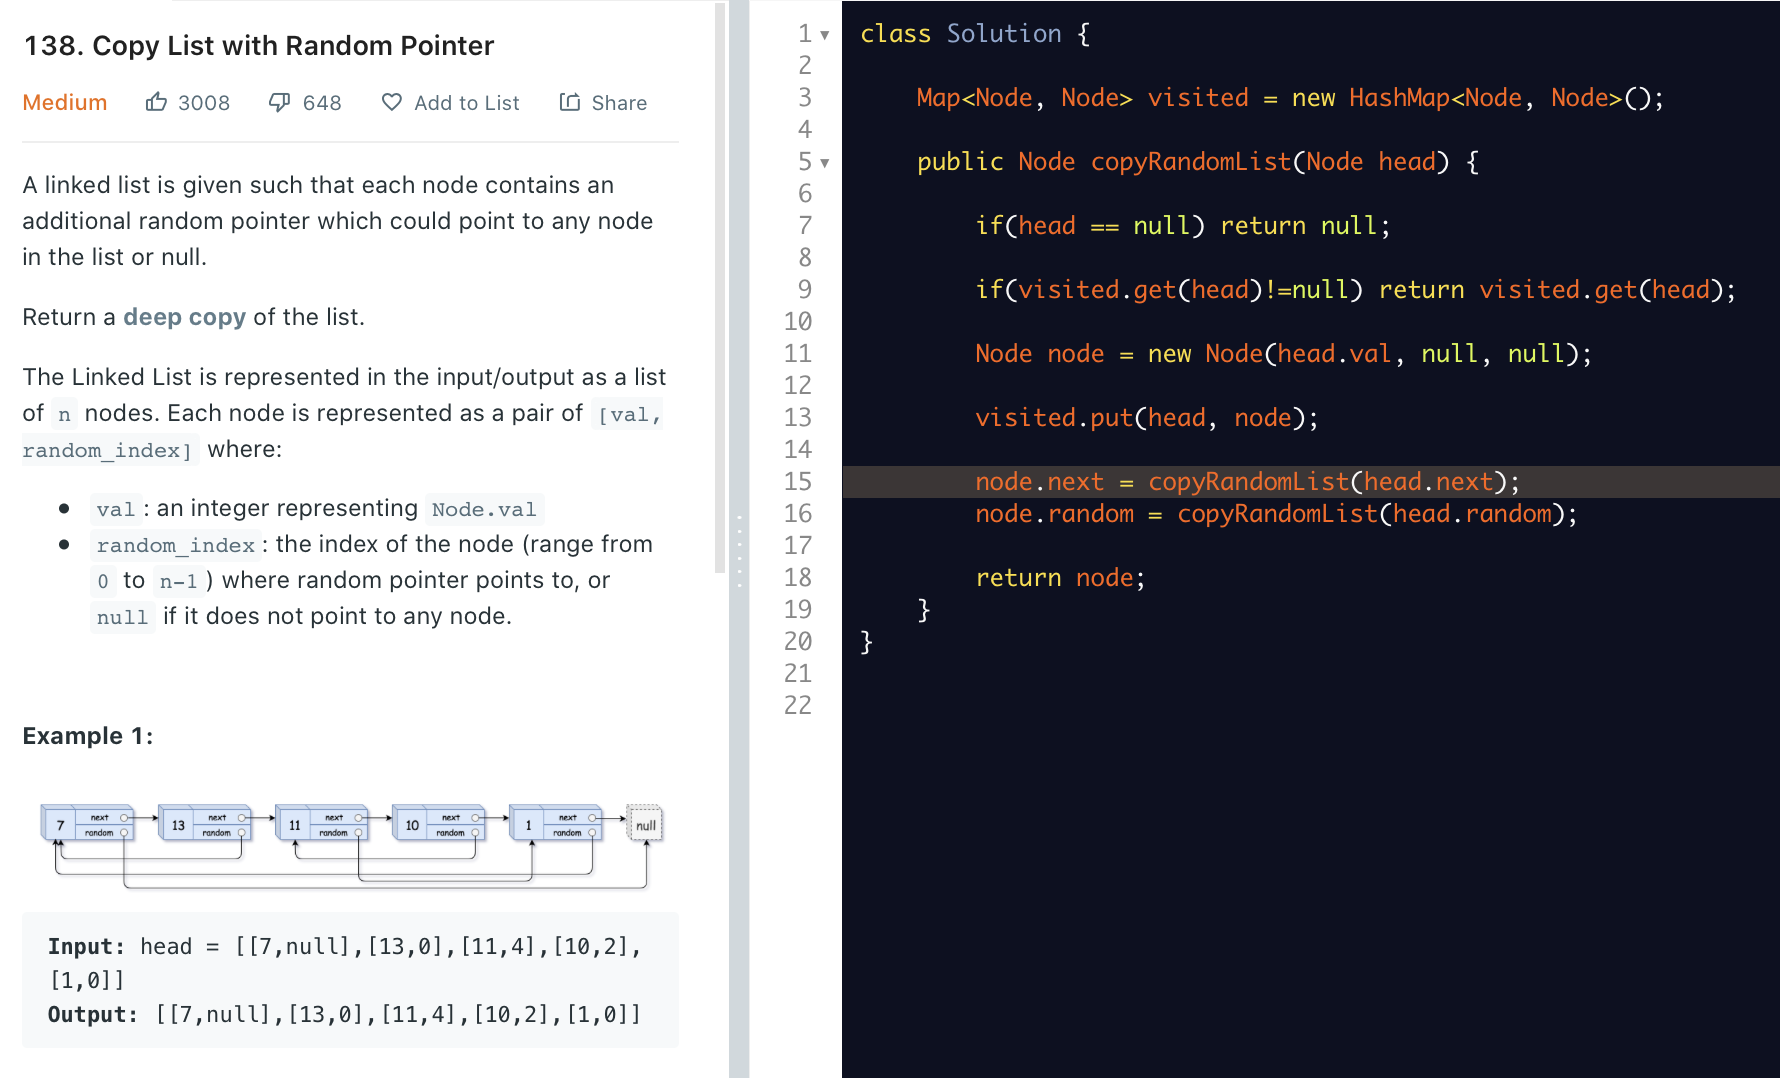 138. Copy List with Random Pointer
Medium 3008 648 Add to List Share
A linked list is given such that each node contains an
additional random pointer which could point to any node
in the list or null.
Return a deep copy of the list.
The Linked List is represented in the input/output as a list
of n nodes. Each node is represented as a pair of [val,
random_index] where:
val: an integer representing Node.val
random_index: the index of the node (range from
0 to n-1) where random pointer points to, or
null if it does not point to any node.
Example 1:
7 next random 13 next random 11 next random 10 next random 1 next random null
Input: head = [[7,null],[13,0],[11,4],[10,2],
[1,0]]
Output: [[7,null],[13,0],[11,4],[10,2],[1,0]]
1 class Solution {
2
3 Map<Node, Node> visited = new HashMap<Node, Node>();
4
5 public Node copyRandomList(Node head) {
6
7 if(head == null) return null;
8
9 if(visited.get(head)!=null) return visited.get(head);
10
11 Node node = new Node(head.val, null, null);
12
13 visited.put(head, node);
14
15 node.next = copyRandomList(head.next);
16 node.random = copyRandomList(head.random);
17
18 return node;
19 }
20 }
21
22